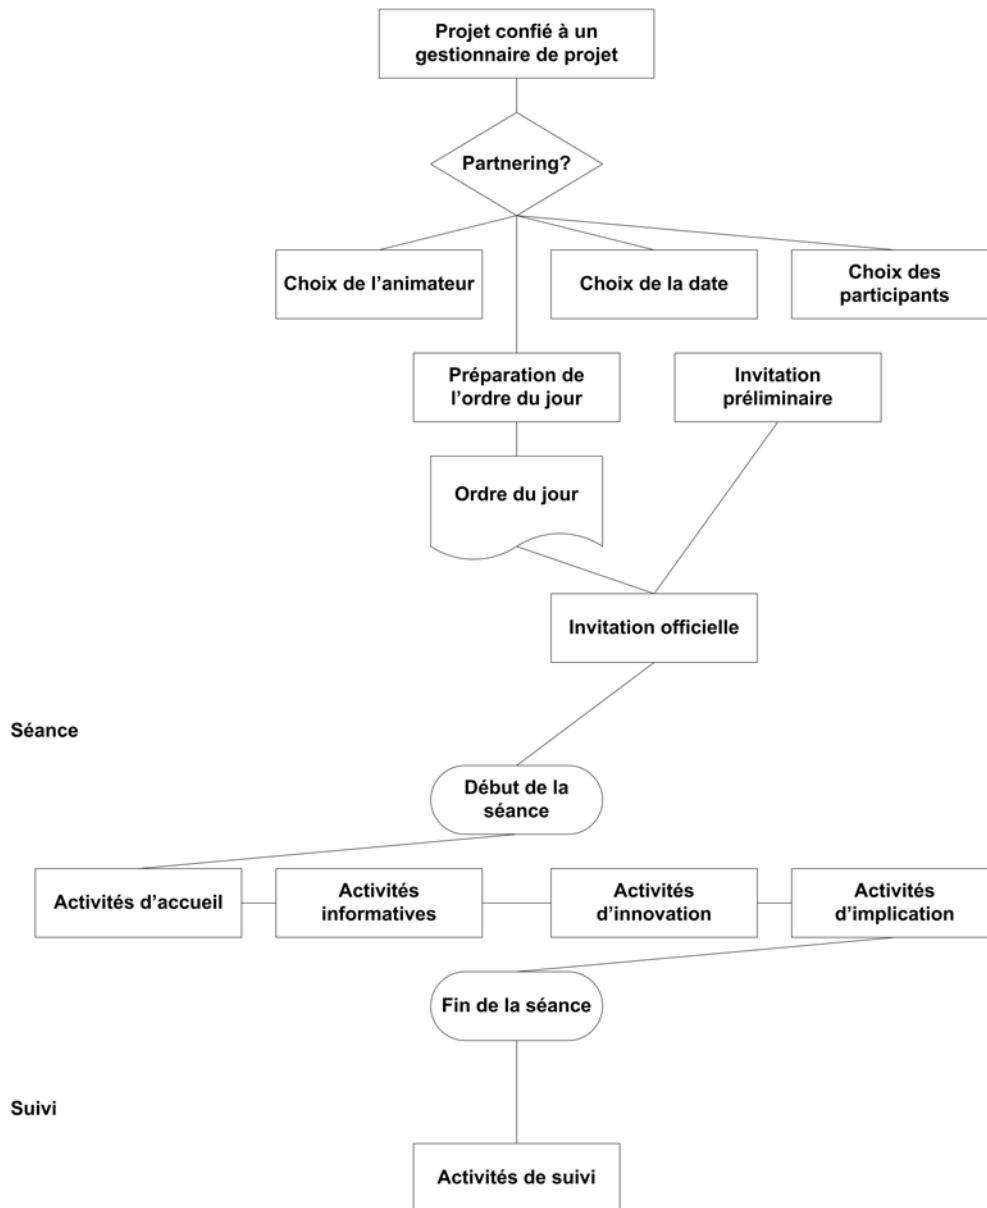 Projet confié à un
gestionnaire de projet
Partnering?
Choix de l’animateur
Choix de la date
Choix des
participants
Préparation de
l’ordre du jour
Invitation
préliminaire
Ordre du jour
Invitation officielle
Séance
Début de la
séance
Activités d’accueil
Activités
informatives
Activités
d’innovation
Activités
d’implication
Fin de la séance
Suivi
Activités de suivi